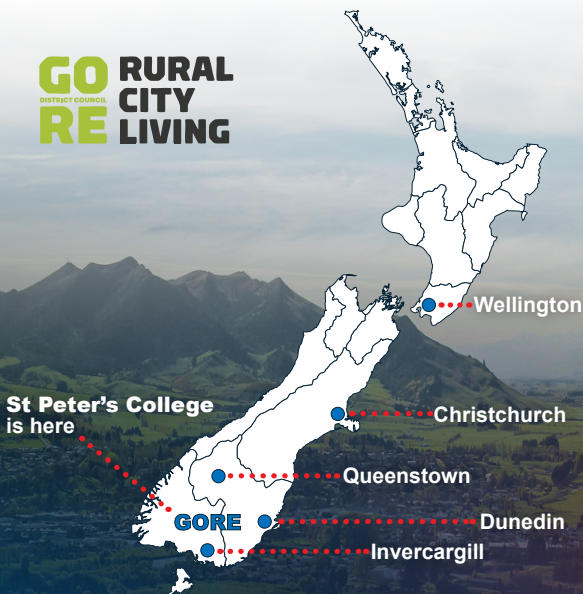 GO
DISTRICT COUNCIL
RE
RURAL
CITY
LIVING
Wellington
St Peter's College
is here
Christchurch
Queenstown
GORE
Dunedin
Invercargill